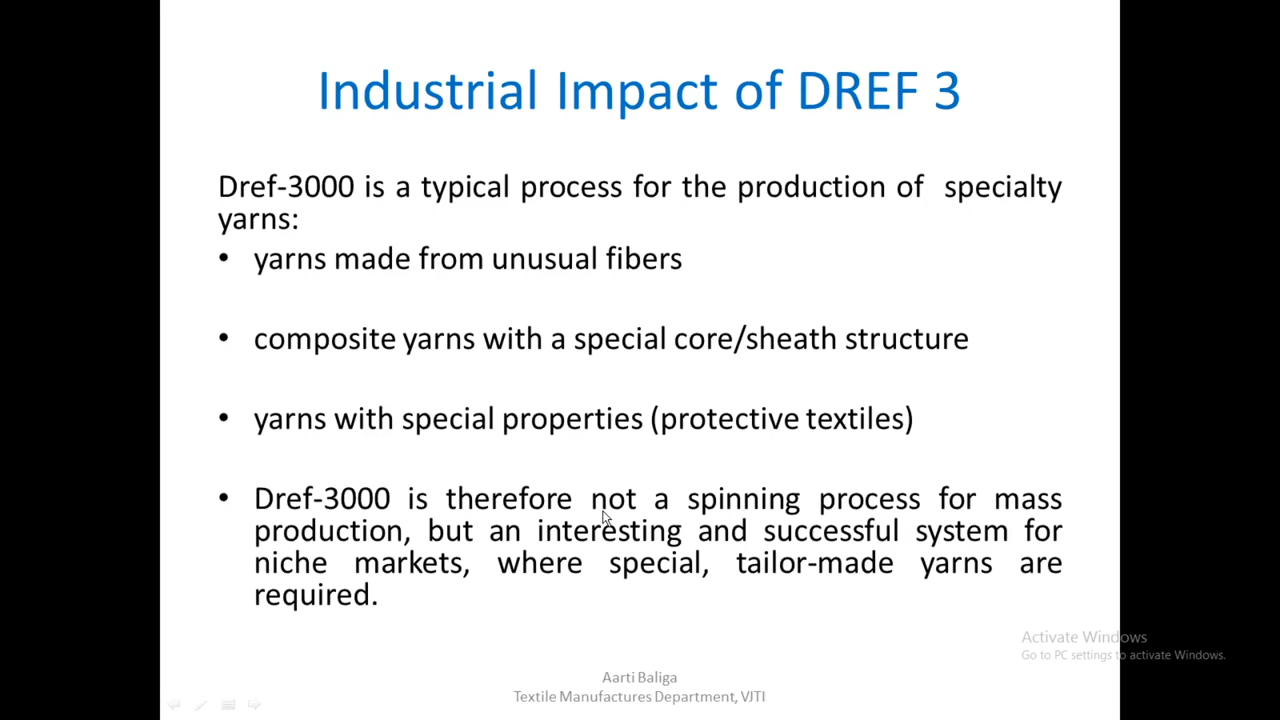 Industrial Impact of DREF 3
Dref-3000 is a typical process for the production of specialty
yarns:
• yarns made from unusual fibers
• composite yarns with a special core/sheath structure
• yarns with special properties (protective textiles)
• Dref-3000 is therefore not a spinning process for mass
production, but an interesting and successful system for
niche markets, where special, tailor-made yarns are
required.
Activate Windows
Go to PC settings to activate Windows.
Aarti Baliga
Textile Manufactures Department, VJTI